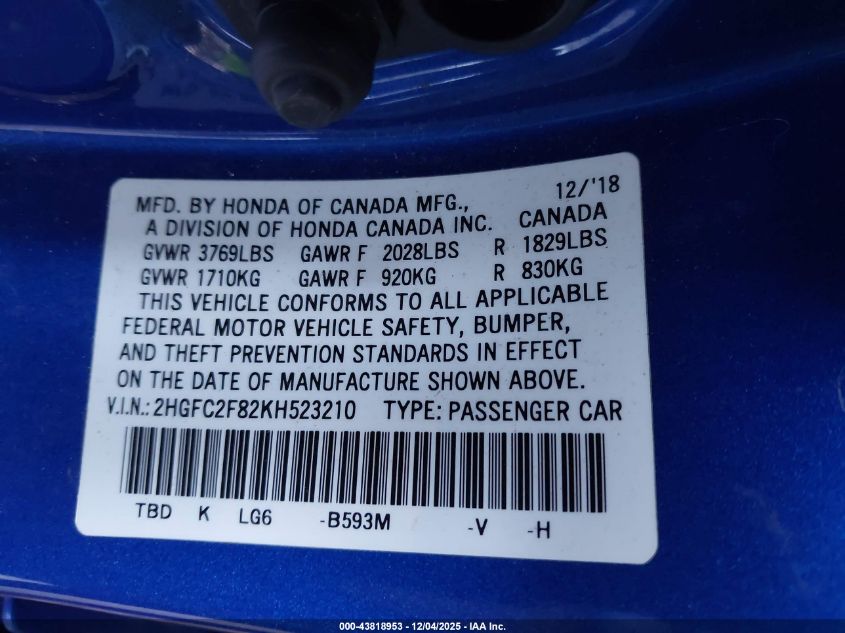 MFD. BY HONDA OF CANADA MFG., 12/'18
A DIVISION OF HONDA CANADA INC. CANADA
GVWR 3769LBS GAWR F 2028LBS R 1829LBS
GVWR 1710KG GAWR F 920KG R 830KG
THIS VEHICLE CONFORMS TO ALL APPLICABLE
FEDERAL MOTOR VEHICLE SAFETY, BUMPER,
AND THEFT PREVENTION STANDARDS IN EFFECT
ON THE DATE OF MANUFACTURE SHOWN ABOVE.
V.I.N.: 2HGFC2F82KH523210 TYPE: PASSENGER CAR
TBD K LG6 -B593M -V -H
000-43818953 - 12/04/2025 - IAA Inc.